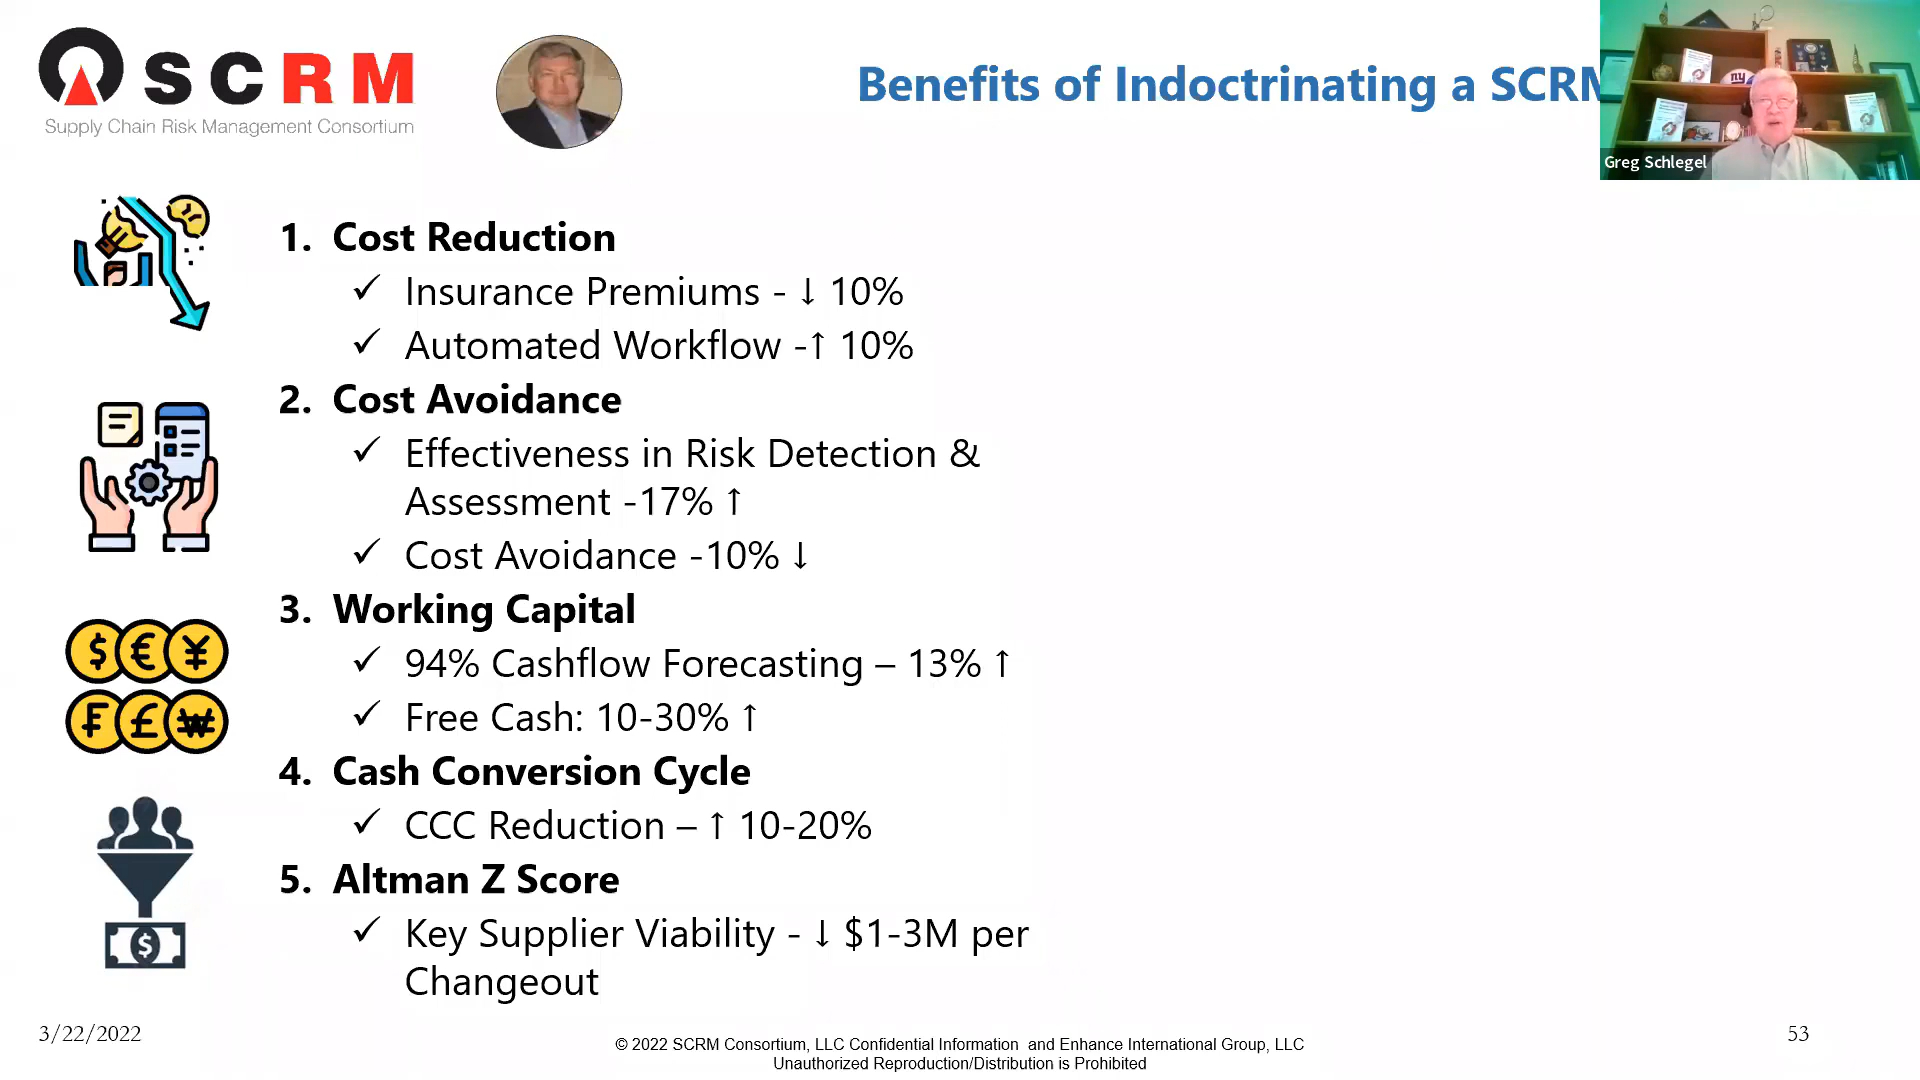 SCRM
Supply Chain Risk Management Consortium
Benefits of Indoctrinating a SCRM
Greg Schlegel
1. Cost Reduction
✓ Insurance Premiums - ↓ 10%
✓ Automated Workflow -↑ 10%
2. Cost Avoidance
✓ Effectiveness in Risk Detection &
Assessment -17% ↑
✓ Cost Avoidance -10% ↓
3. Working Capital
✓ 94% Cashflow Forecasting – 13% ↑
✓ Free Cash: 10-30% ↑
4. Cash Conversion Cycle
✓ CCC Reduction – ↑ 10-20%
5. Altman Z Score
✓ Key Supplier Viability - ↓ $1-3M per
Changeout
3/22/2022
© 2022 SCRM Consortium, LLC Confidential Information and Enhance International Group, LLC
Unauthorized Reproduction/Distribution is Prohibited
53